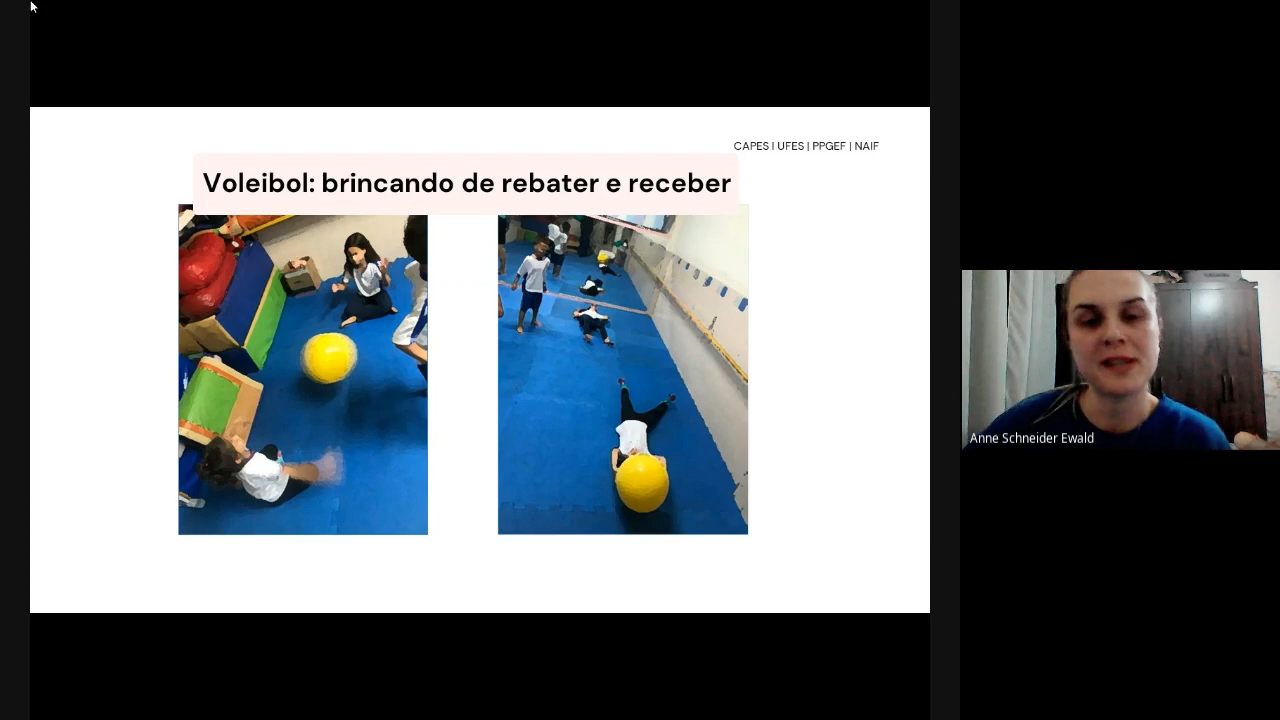 CAPES I UFES | PPGEF | NAIF
Voleibol: brincando de rebater e receber
Anne Schneider Ewald